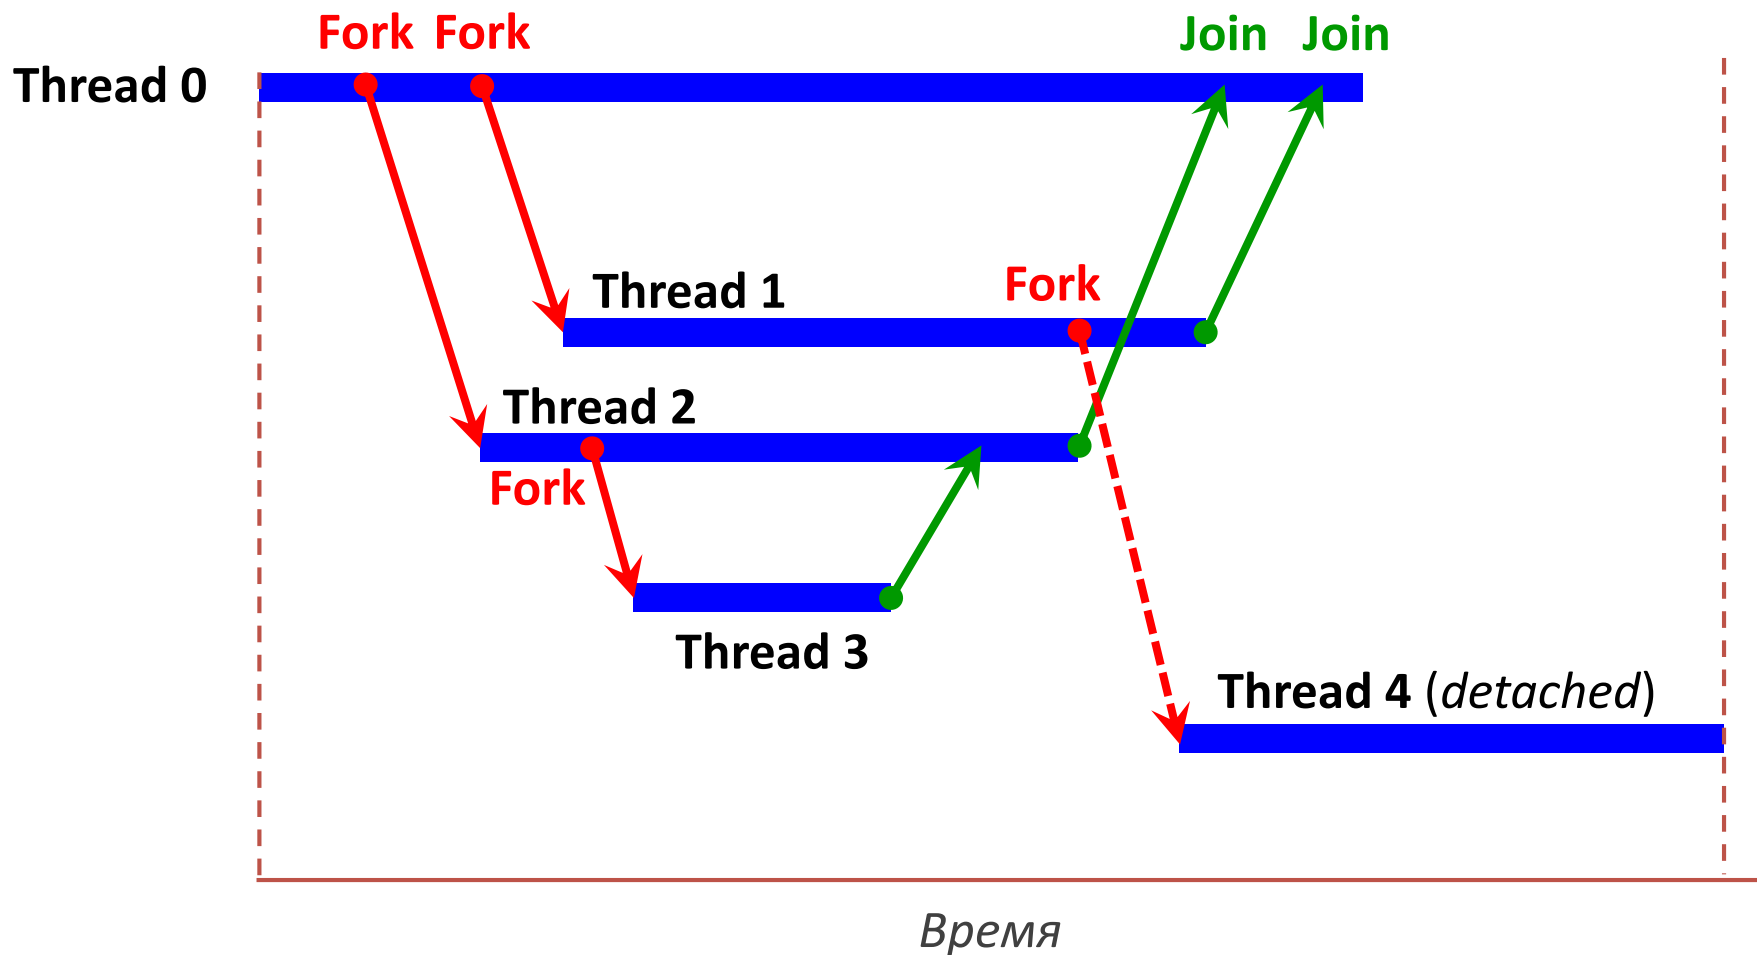 Fork Fork Join Join
Thread 0
Thread 1
Fork
Thread 2
Fork
Thread 3
Thread 4 (detached)
Время